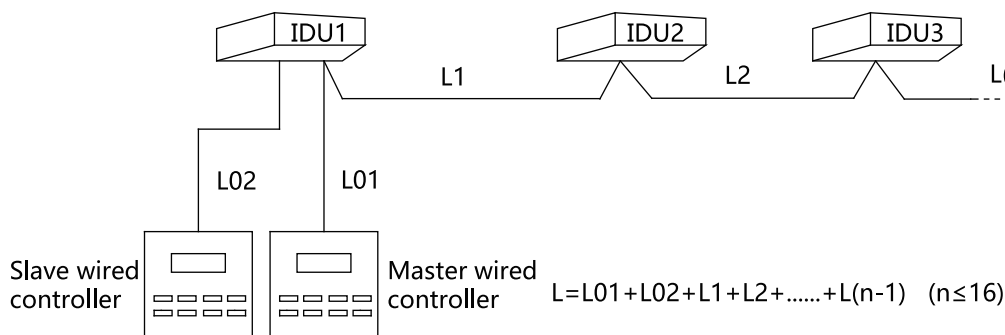 IDU1
IDU2
IDU3
L1
L2
L02
L01
Slave wired
controller
Master wired
controller
L=L01+L02+L1+L2+......+L(n-1) (n≤16)